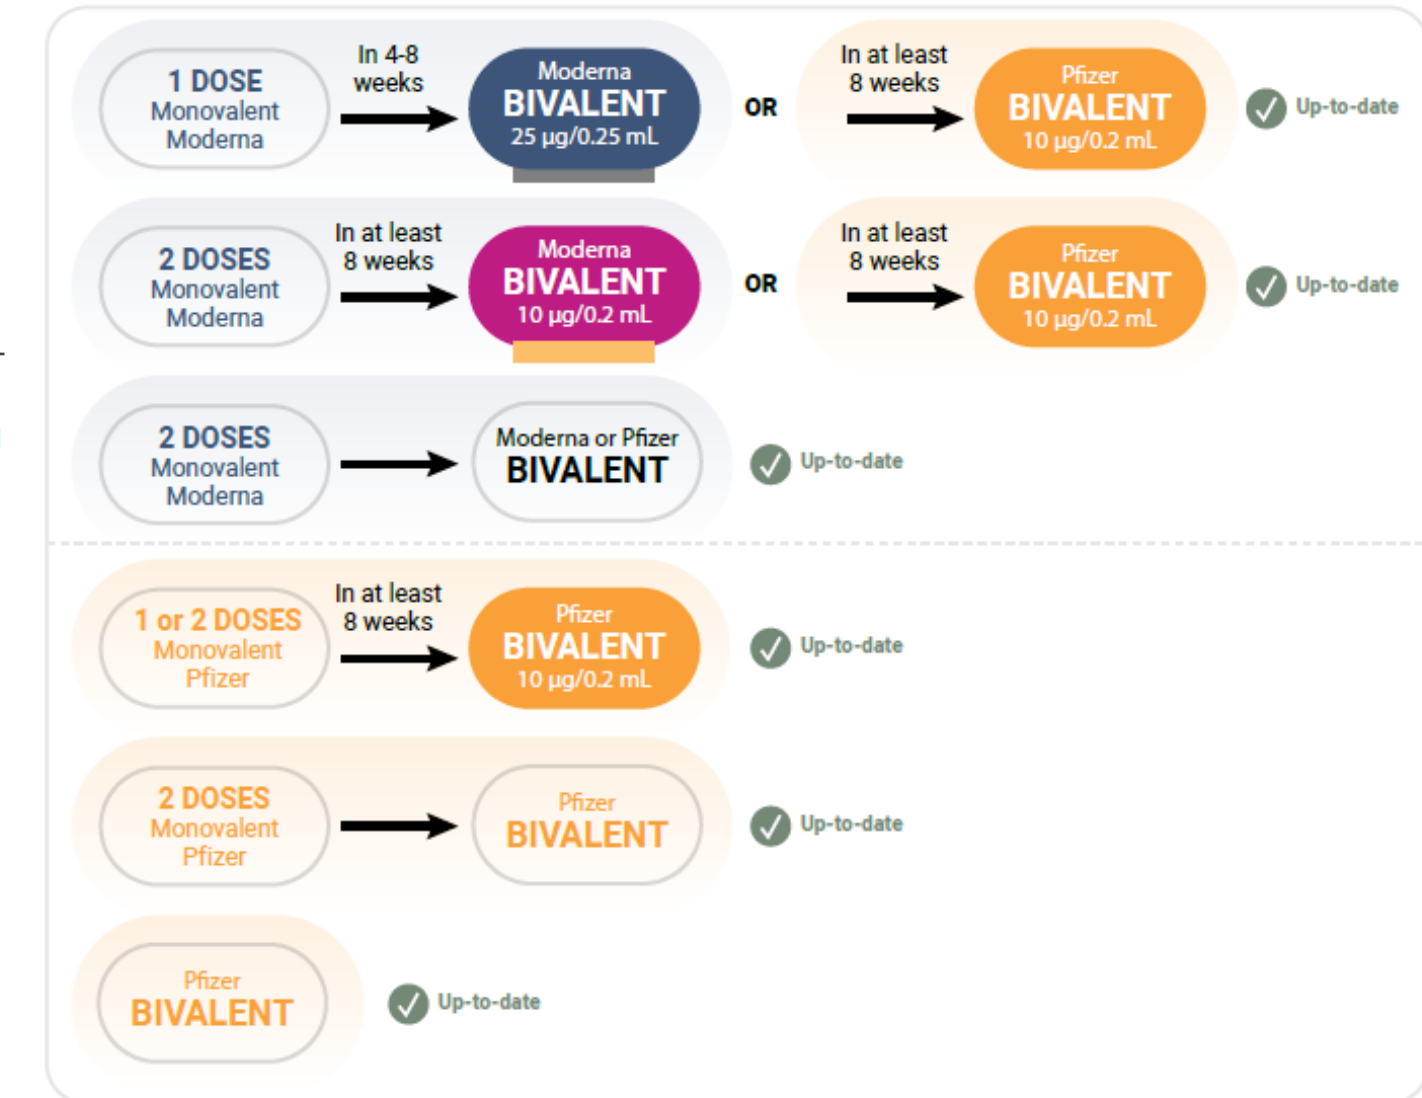 1 DOSE
Monovalent
Moderna
In 4-8
weeks
Moderna
BIVALENT
25 µg/0.25 mL
OR
In at least
8 weeks
Pfizer
BIVALENT
10 µg/0.2 mL
Up-to-date
2 DOSES
Monovalent
Moderna
In at least
8 weeks
Moderna
BIVALENT
10 µg/0.2 mL
OR
In at least
8 weeks
Pfizer
BIVALENT
10 µg/0.2 mL
Up-to-date
2 DOSES
Monovalent
Moderna
Moderna or Pfizer
BIVALENT
Up-to-date
1 or 2 DOSES
Monovalent
Pfizer
In at least
8 weeks
Pfizer
BIVALENT
10 µg/0.2 mL
Up-to-date
2 DOSES
Monovalent
Pfizer
Pfizer
BIVALENT
Up-to-date
Pfizer
BIVALENT
Up-to-date